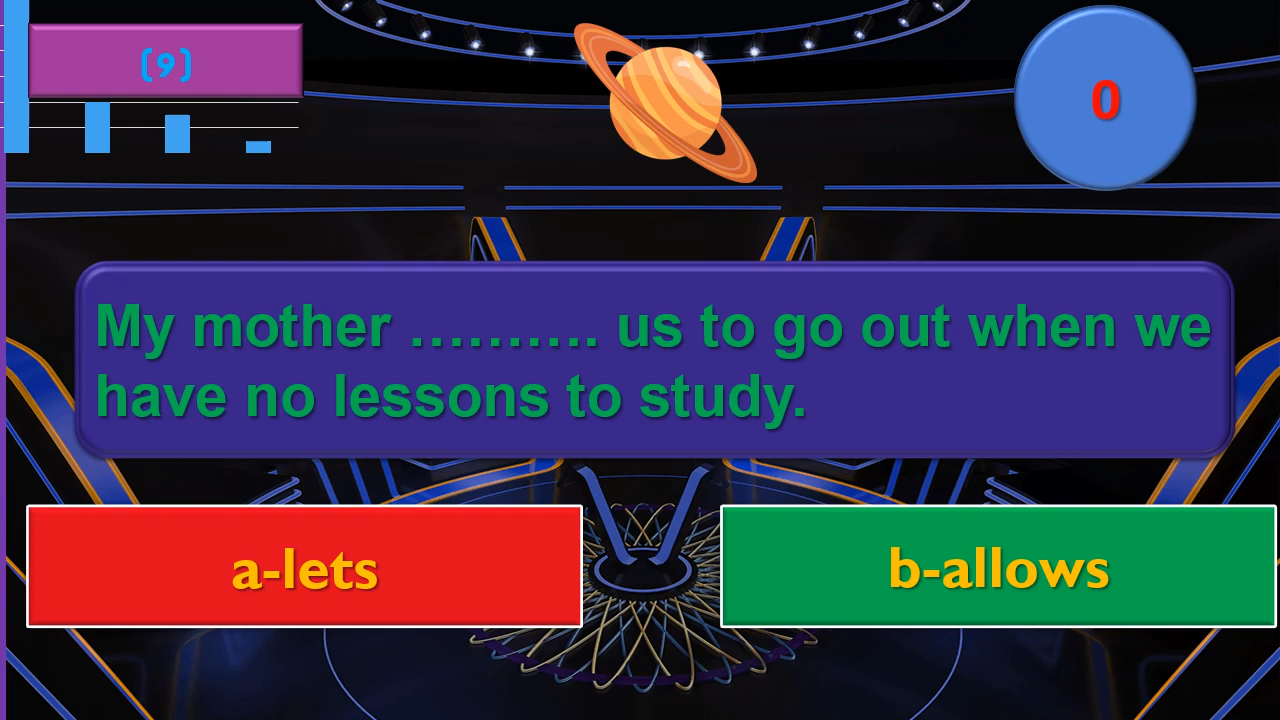 (9)
0
My mother ………. us to go out when we
have no lessons to study.
a-lets
b-allows